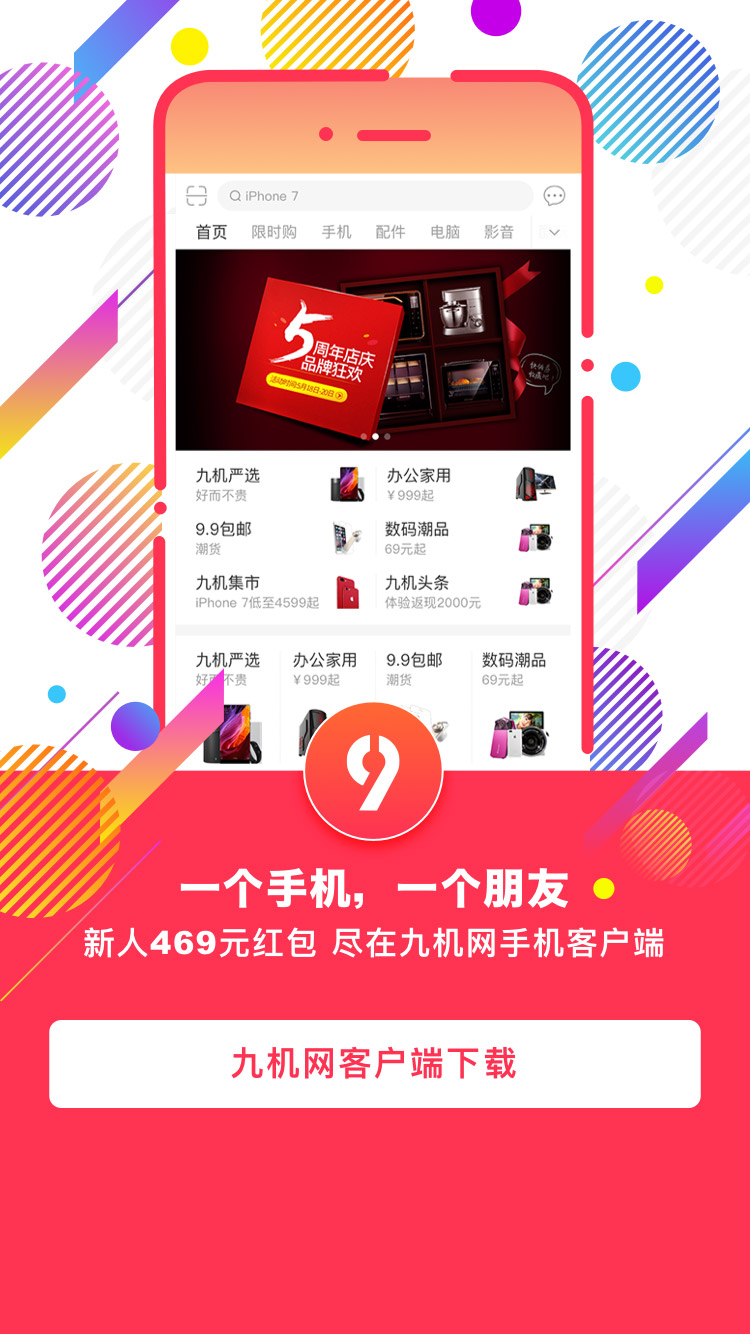 iPhone 7
首页 限时购 手机 配件 电脑 影音
5周年店庆
品牌狂欢
活动时间5月18日-20日
九机严选 办公家用
好而不贵 ￥999起
9.9包邮 数码潮品
潮货 69元起
九机集市 九机头条
iPhone 7低至4599起 体验返现2000元
九机严选 办公家用 9.9包邮 数码潮品
好而不贵 ￥999起 潮货 69元起
9
一个手机，一个朋友
新人469元红包 尽在九机网手机客户端
九机网客户端下载